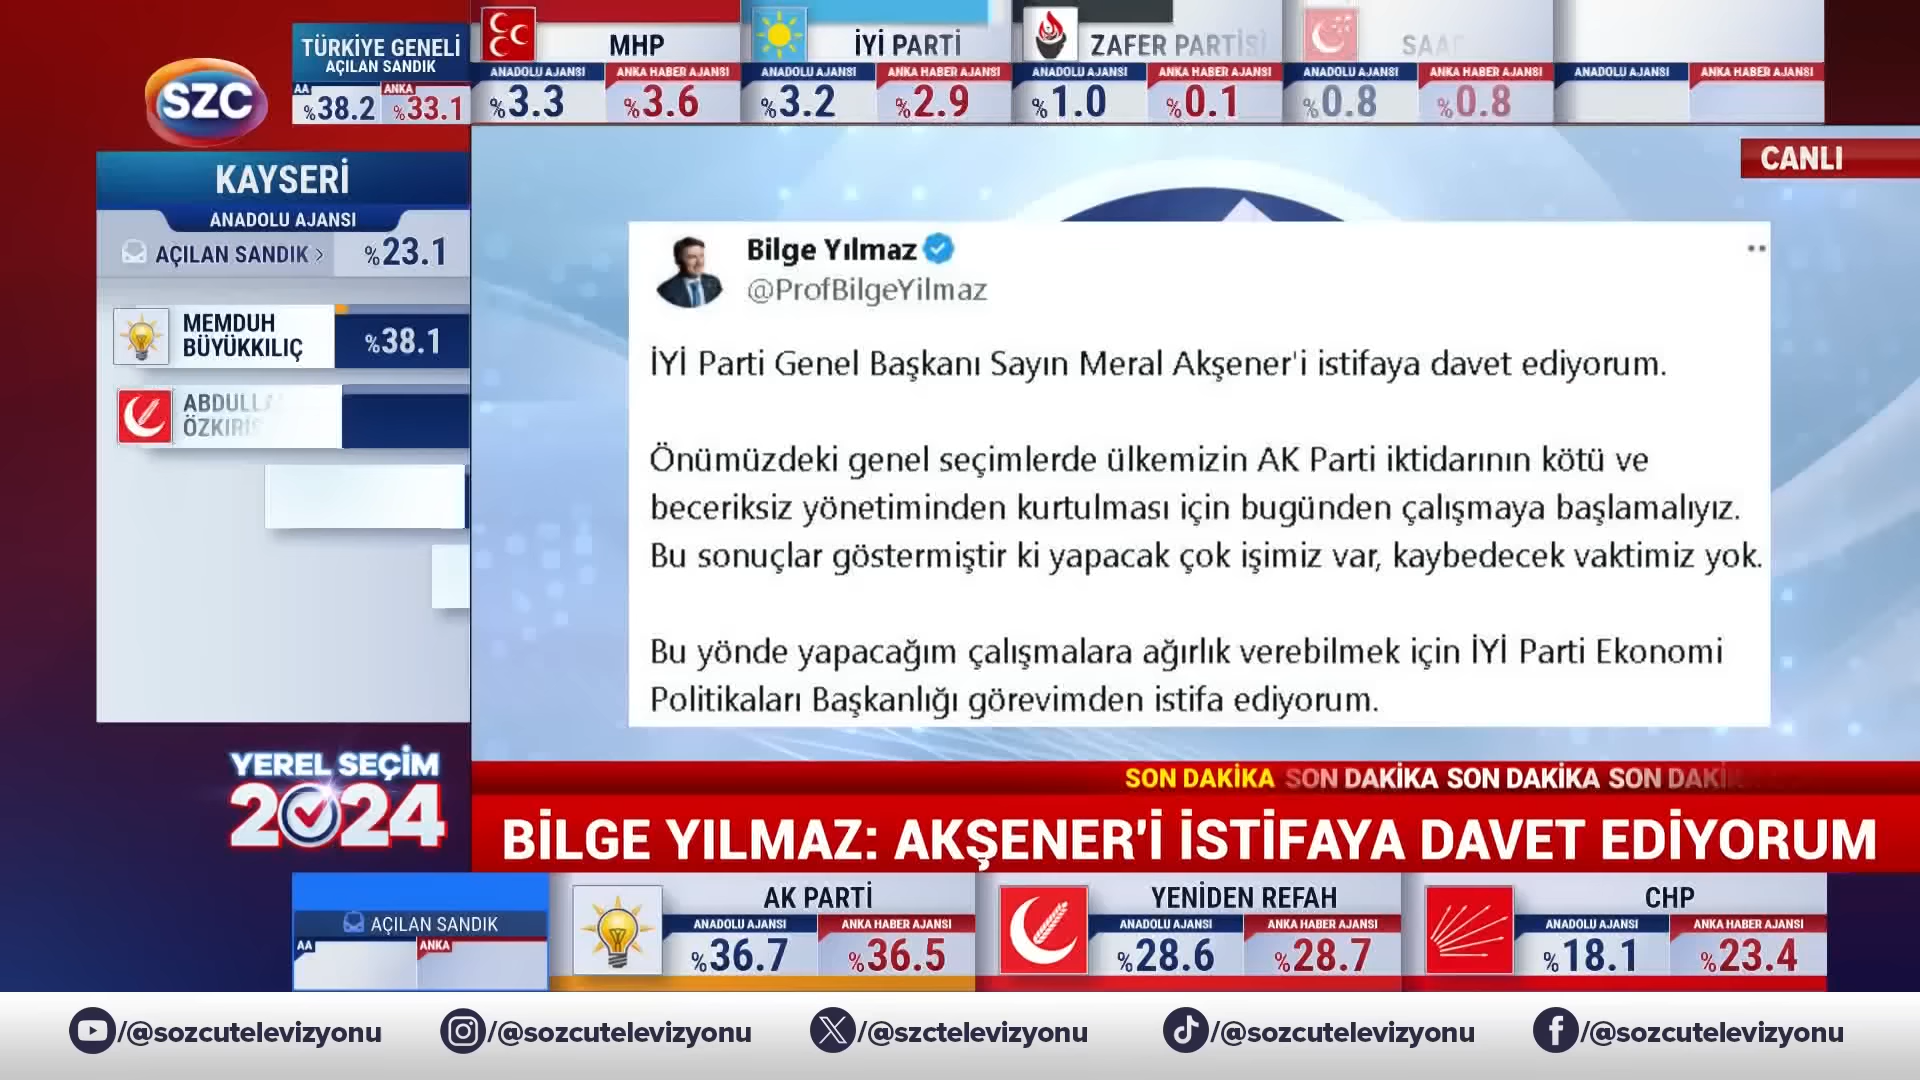 SZC
TÜRKİYE GENELİ
AÇILAN SANDIK
AA
%38.2
ANKA
%33.1
MHP
ANADOLU AJANSI
ANKA HABER AJANSI
%3.3
%3.6
İYİ PARTİ
ANADOLU AJANSI
ANKA HABER AJANSI
%3.2
%2.9
ZAFER PARTİSİ
ANADOLU AJANSI
ANKA HABER AJANSI
%1.0
%0.1
ANADOLU AJANSI
ANKA HABER AJANSI
%0.8
%0.8
ANADOLU AJANSI
ANKA HABER AJANSI
CANLI
KAYSERİ
ANADOLU AJANSI
AÇILAN SANDIK >
%23.1
MEMDUH
BÜYÜKKILIÇ
%38.1
Bilge Yılmaz
@ProfBilgeYilmaz
İYİ Parti Genel Başkanı Sayın Meral Akşener'i istifaya davet ediyorum.
Önümüzdeki genel seçimlerde ülkemizin AK Parti iktidarının kötü ve
beceriksiz yönetiminden kurtulması için bugünden çalışmaya başlamalıyız.
Bu sonuçlar göstermiştir ki yapacak çok işimiz var, kaybedecek vaktimiz yok.
Bu yönde yapacağım çalışmalara ağırlık verebilmek için İYİ Parti Ekonomi
Politikaları Başkanlığı görevimden istifa ediyorum.
YEREL SEÇİM
2024
SON DAKİKA SON DAKİKA SON DAKİKA SON
BİLGE YILMAZ: AKŞENER'İ İSTİFAYA DAVET EDİYORUM
AÇILAN SANDIK
AA
ANKA
AK PARTİ
ANADOLU AJANSI
ANKA HABER AJANSI
%36.7
%36.5
YENİDEN REFAH
ANADOLU AJANSI
ANKA HABER AJANSI
%28.6
%28.7
CHP
ANADOLU AJANSI
ANKA HABER AJANSI
%18.1
%23.4
/@sozcutelevizyonu
/@sozcutelevizyonu
/@szctelevizyonu
/@sozcutelevizyonu
/@sozcutelevizyonu